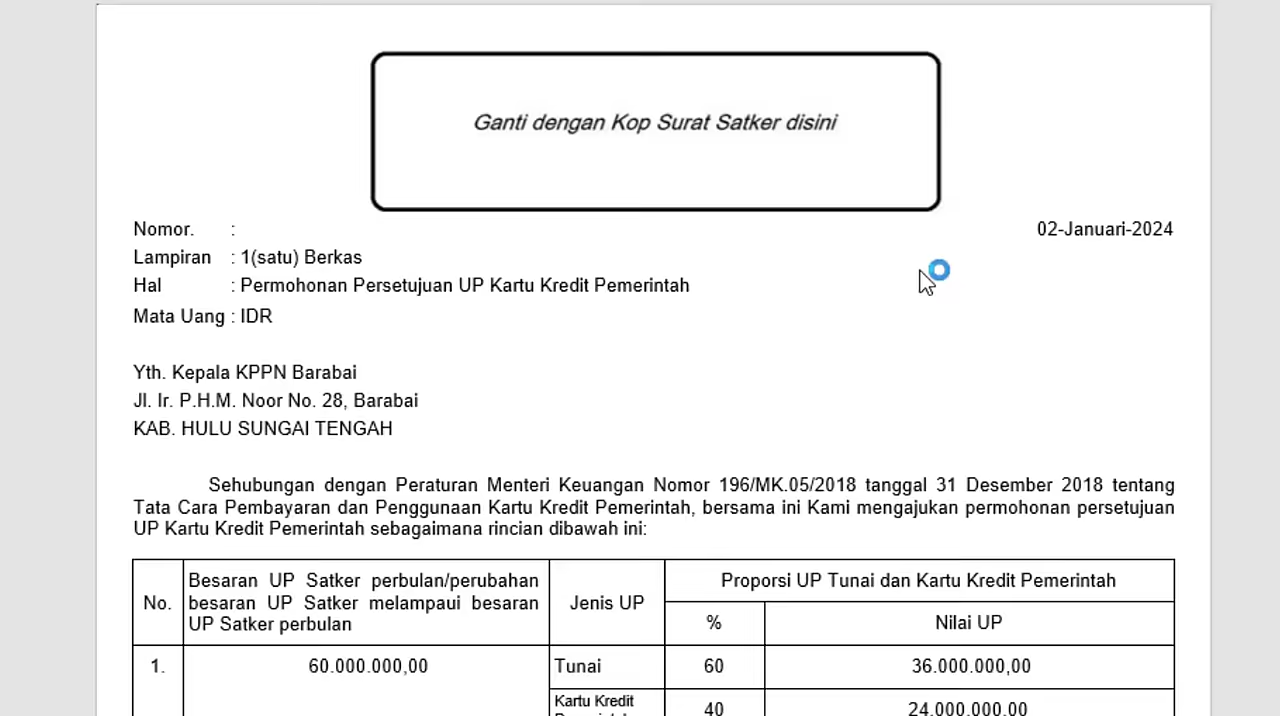 Ganti dengan Kop Surat Satker disini
Nomor. :
02-Januari-2024
Lampiran : 1(satu) Berkas
Hal : Permohonan Persetujuan UP Kartu Kredit Pemerintah
Mata Uang : IDR
Yth. Kepala KPPN Barabai
Jl. Ir. P.H.M. Noor No. 28, Barabai
KAB. HULU SUNGAI TENGAH
Sehubungan dengan Peraturan Menteri Keuangan Nomor 196/MK.05/2018 tanggal 31 Desember 2018 tentang
Tata Cara Pembayaran dan Penggunaan Kartu Kredit Pemerintah, bersama ini Kami mengajukan permohonan persetujuan
UP Kartu Kredit Pemerintah sebagaimana rincian dibawah ini:
No.
Besaran UP Satker perbulan/perubahan
besaran UP Satker melampaui besaran
UP Satker perbulan
Jenis UP
Proporsi UP Tunai dan Kartu Kredit Pemerintah
%
Nilai UP
1.
60.000.000,00
Tunai
60
36.000.000,00
Kartu Kredit
40
24.000.000,00